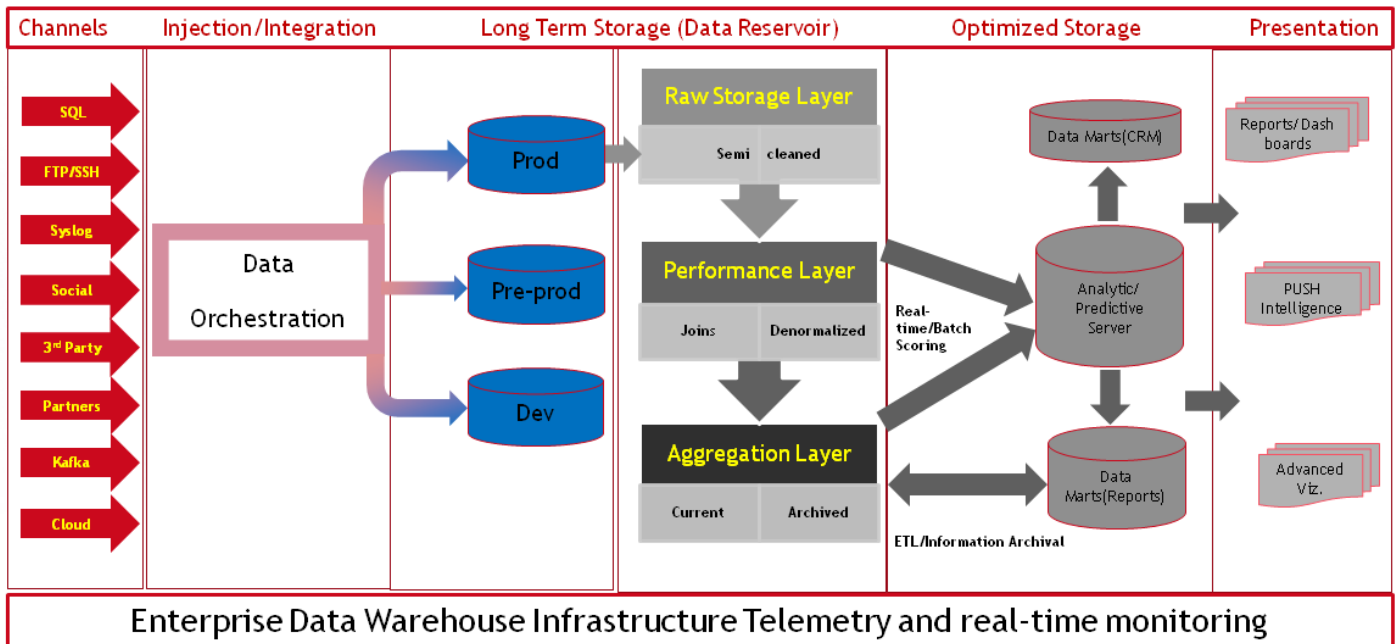 Channels
Injection/Integration
Long Term Storage (Data Reservoir)
Optimized Storage
Presentation
SQL
FTP/SSH
Syslog
Social
3rd Party
Partners
Kafka
Cloud
Data
Orchestration
Prod
Pre-prod
Dev
Raw Storage Layer
Semi cleaned
Performance Layer
Joins
Denormalized
Aggregation Layer
Current
Archived
Real-
time/Batch
Scoring
ETL/Information Archival
Data Marts(CRM)
Analytic/
Predictive
Server
Data
Marts(Reports)
Reports/Dash
boards
PUSH
Intelligence
Advanced
Viz.
Enterprise Data Warehouse Infrastructure Telemetry and real-time monitoring